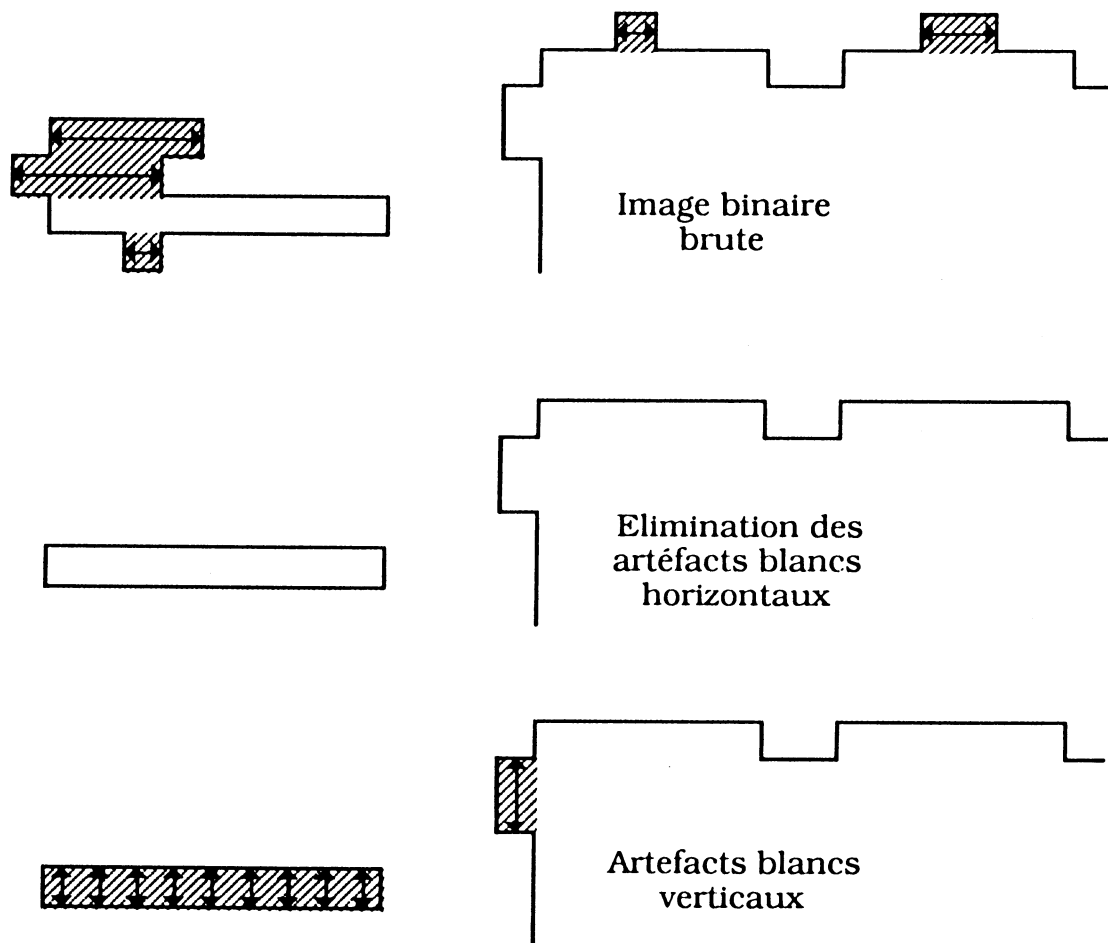 Image binaire
brute
Elimination des
artéfacts blancs
horizontaux
Artefacts blancs
verticaux